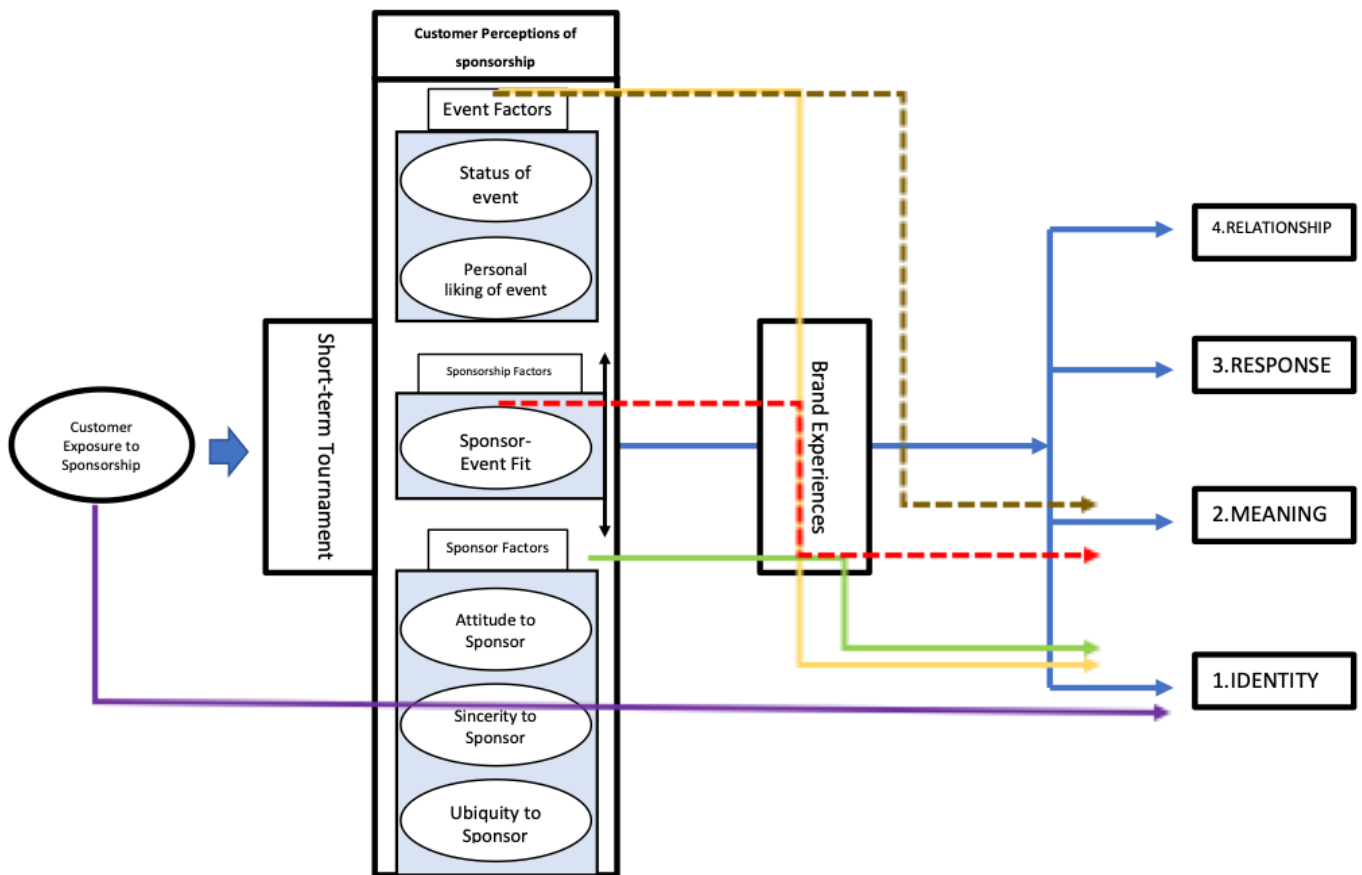 Customer Perceptions of
sponsorship
Event Factors
Status of
event
Personal
liking of event
Short-term Tournament
Sponsorship Factors
Sponsor-
Event Fit
Customer
Exposure to
Sponsorship
Sponsor Factors
Attitude to
Sponsor
Sincerity to
Sponsor
Ubiquity to
Sponsor
Brand Experiences
4.RELATIONSHIP
3.RESPONSE
2.MEANING
1.IDENTITY